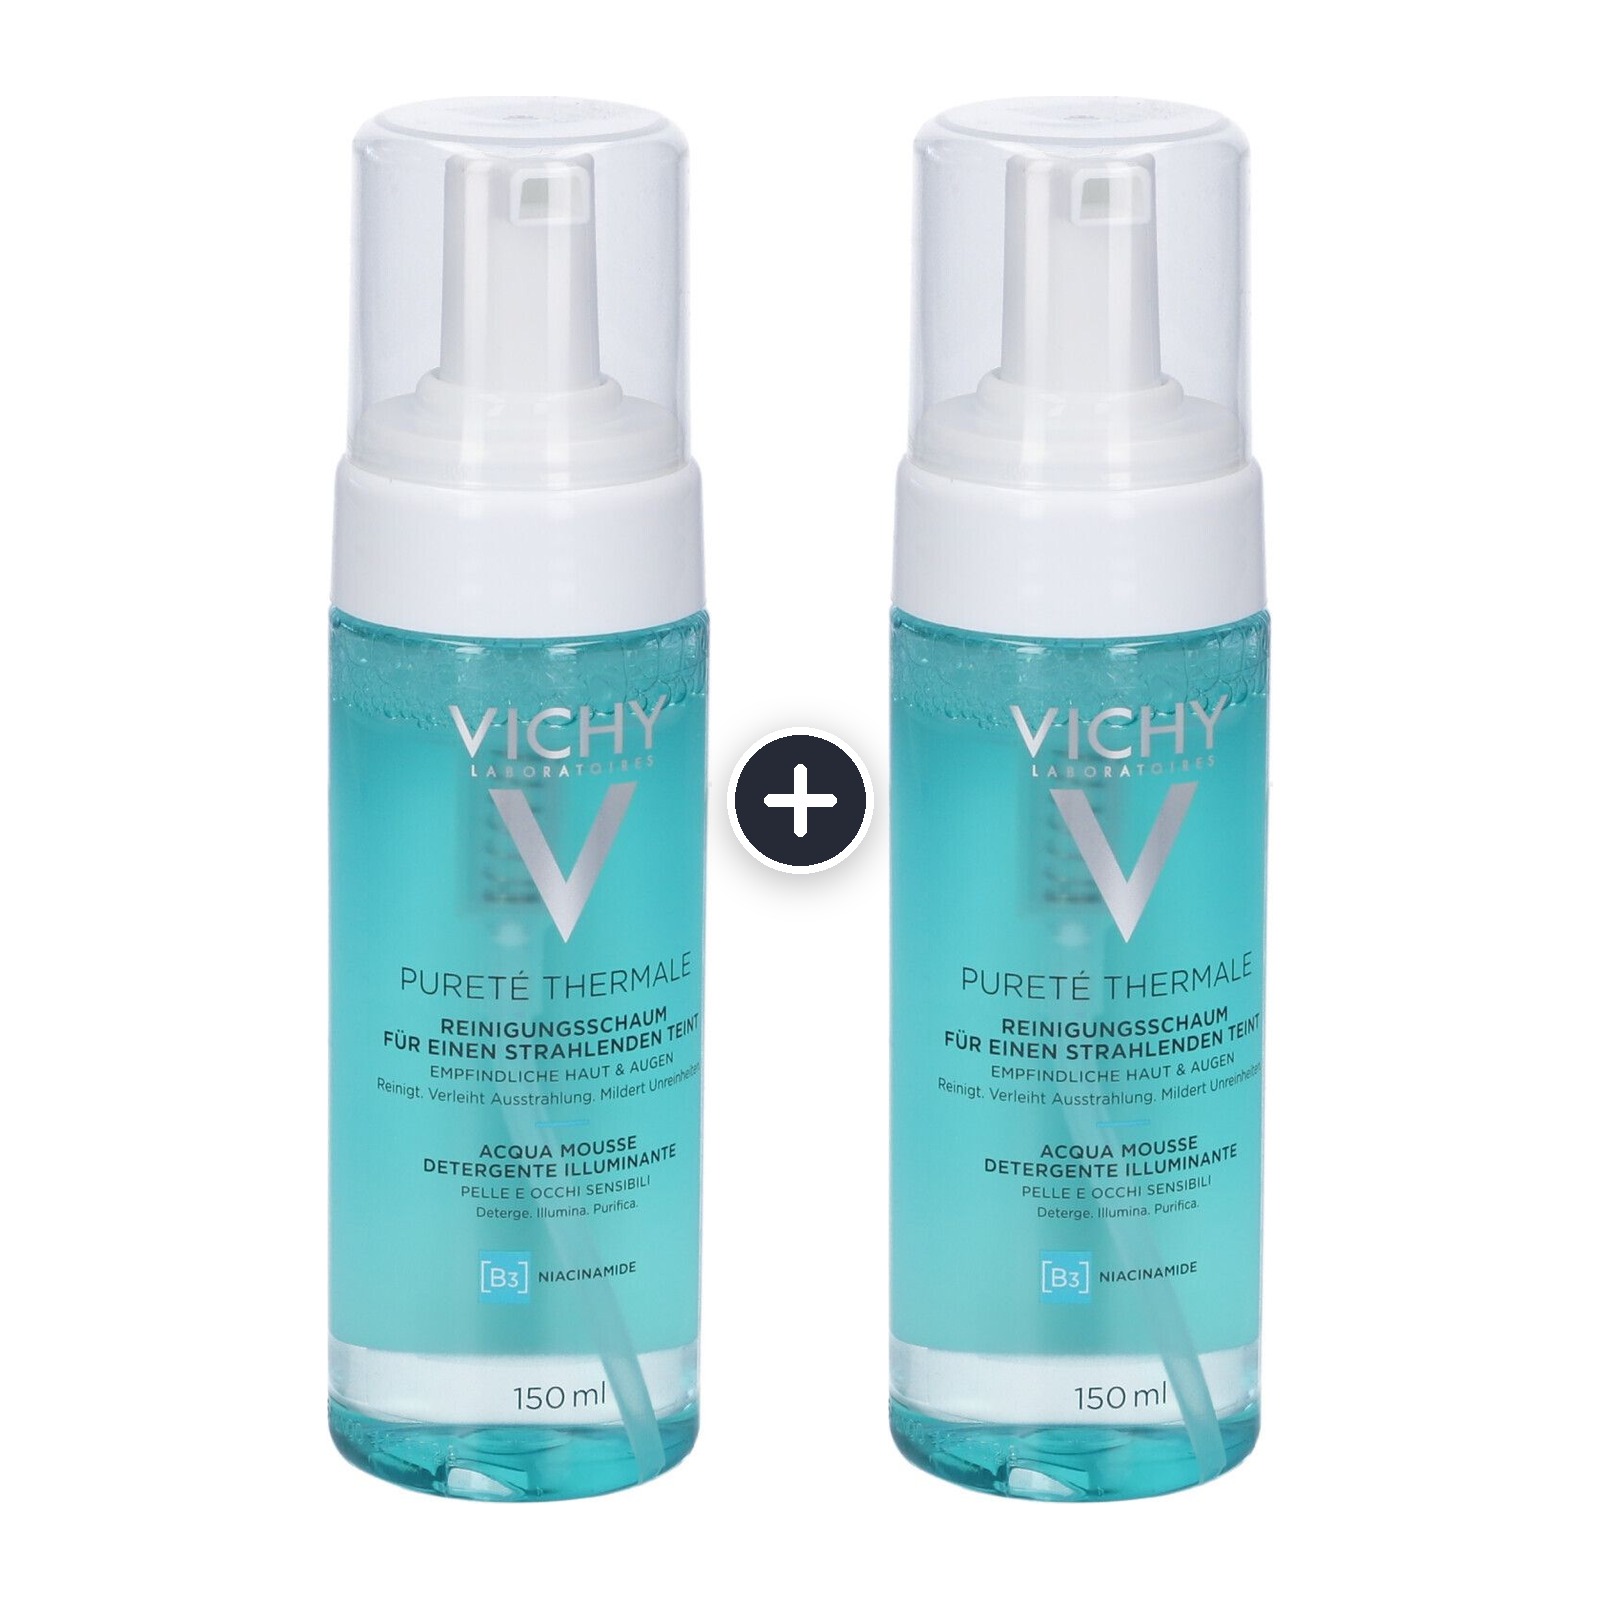 VICHY
LABORATOIRES
V
PURETÉ THERMALE
REINIGUNGSSCHAUM
FÜR EINEN STRAHLENDEN TEINT
EMPFINDLICHE HAUT & AUGEN
Reinigt. Verleiht Ausstrahlung. Mildert Unreinheiten
ACQUA MOUSSE
DETERGENTE ILLUMINANTE
PELLE E OCCHI SENSIBILI
Deterge. Illumina. Purifica.
[B3] NIACINAMIDE
150 ml
VICHY
LABORATOIRES
V
PURETÉ THERMALE
REINIGUNGSSCHAUM
FÜR EINEN STRAHLENDEN TEINT
EMPFINDLICHE HAUT & AUGEN
Reinigt. Verleiht Ausstrahlung. Mildert Unreinheiten
ACQUA MOUSSE
DETERGENTE ILLUMINANTE
PELLE E OCCHI SENSIBILI
Deterge. Illumina. Purifica.
[B3] NIACINAMIDE
150 ml